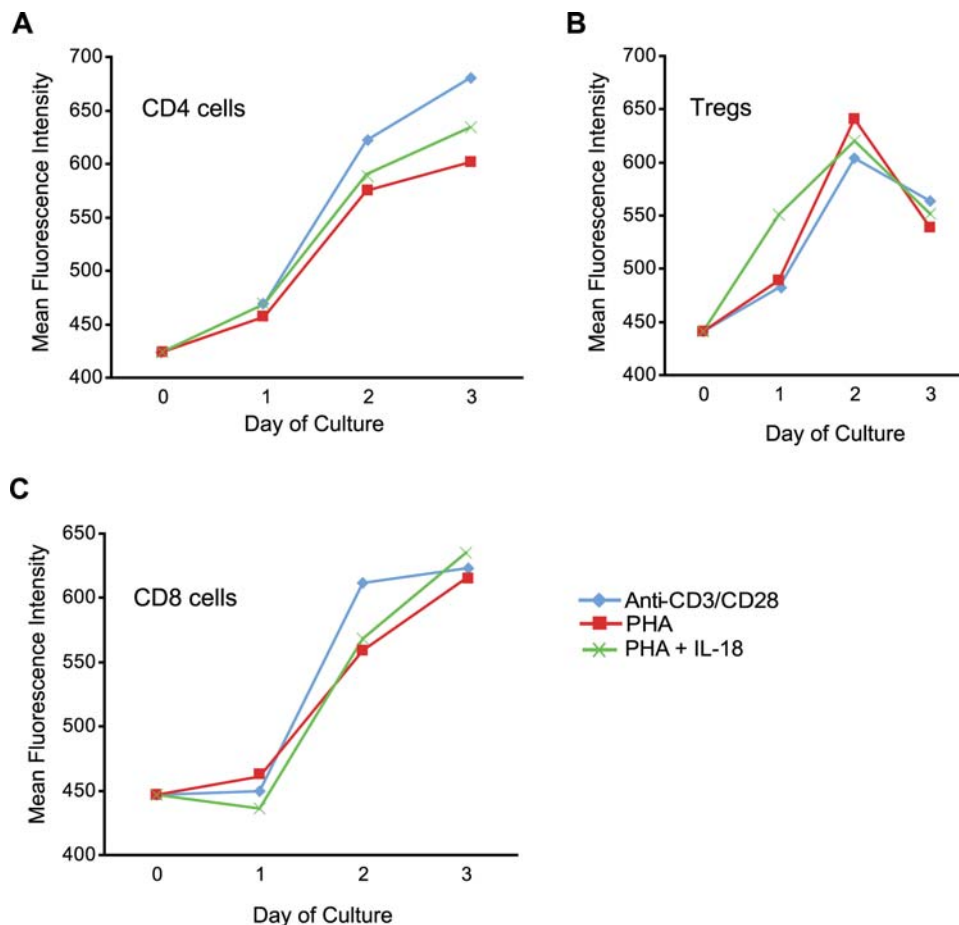 A
Mean Fluorescence Intensity
700
650
600
550
500
450
400
CD4 cells
0 1 2 3
Day of Culture
B
Mean Fluorescence Intensity
700
650
600
550
500
450
400
Tregs
0 1 2 3
Day of Culture
C
Mean Fluorescence Intensity
650
600
550
500
450
400
CD8 cells
0 1 2 3
Day of Culture
Anti-CD3/CD28
PHA
PHA + IL-18